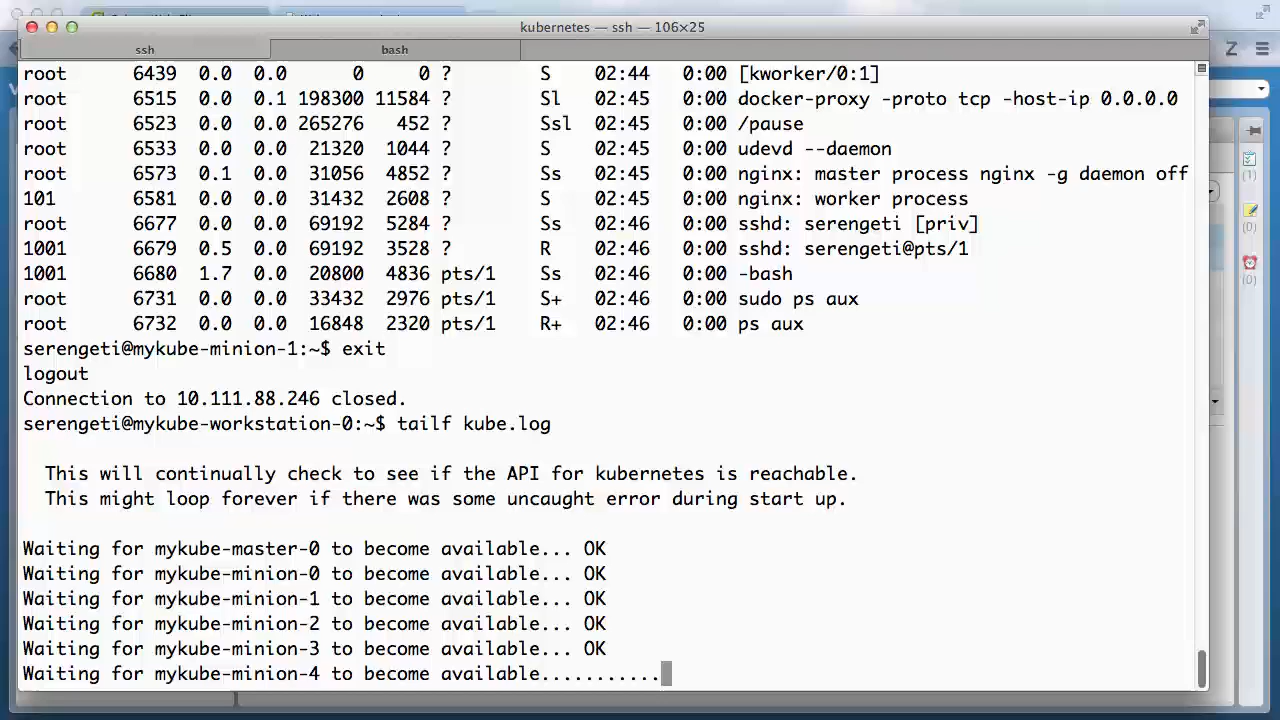 kubernetes — ssh — 106×25
ssh bash
root 6439 0.0 0.0 0 0 ? S 02:44 0:00 [kworker/0:1]
root 6515 0.0 0.1 198300 11584 ? Sl 02:45 0:00 docker-proxy -proto tcp -host-ip 0.0.0.0
root 6523 0.0 0.0 265276 452 ? Ssl 02:45 0:00 /pause
root 6533 0.0 0.0 21320 1044 ? S 02:45 0:00 udevd --daemon
root 6573 0.1 0.0 31056 4852 ? Ss 02:45 0:00 nginx: master process nginx -g daemon off
101 6581 0.0 0.0 31432 2608 ? S 02:45 0:00 nginx: worker process
root 6677 0.0 0.0 69192 5284 ? Ss 02:46 0:00 sshd: serengeti [priv]
1001 6679 0.5 0.0 69192 3528 ? R 02:46 0:00 sshd: serengeti@pts/1
1001 6680 1.7 0.0 20800 4836 pts/1 Ss 02:46 0:00 -bash
root 6731 0.0 0.0 33432 2976 pts/1 S+ 02:46 0:00 sudo ps aux
root 6732 0.0 0.0 16848 2320 pts/1 R+ 02:46 0:00 ps aux
serengeti@mykube-minion-1:~$ exit
logout
Connection to 10.111.88.246 closed.
serengeti@mykube-workstation-0:~$ tailf kube.log
This will continually check to see if the API for kubernetes is reachable.
This might loop forever if there was some uncaught error during start up.
Waiting for mykube-master-0 to become available... OK
Waiting for mykube-minion-0 to become available... OK
Waiting for mykube-minion-1 to become available... OK
Waiting for mykube-minion-2 to become available... OK
Waiting for mykube-minion-3 to become available... OK
Waiting for mykube-minion-4 to become available...........
Z
(1)
(0)
(0)